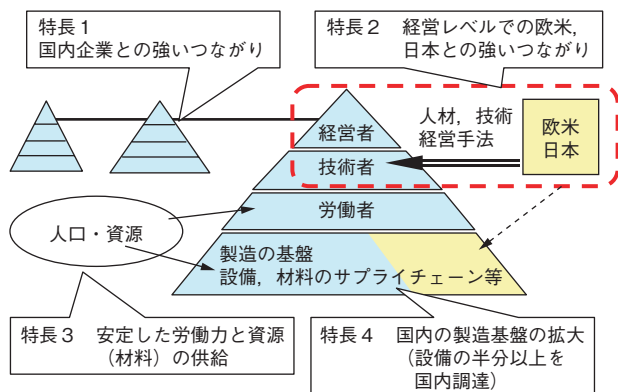 特長1
国内企業との強いつながり
特長2 経営レベルでの欧米,
日本との強いつながり
経営者
人材,技術
経営手法
欧米
日本
技術者
労働者
人口・資源
製造の基盤
設備,材料のサプライチェーン等
特長3 安定した労働力と資源
(材料)の供給
特長4 国内の製造基盤の拡大
(設備の半分以上を
国内調達)